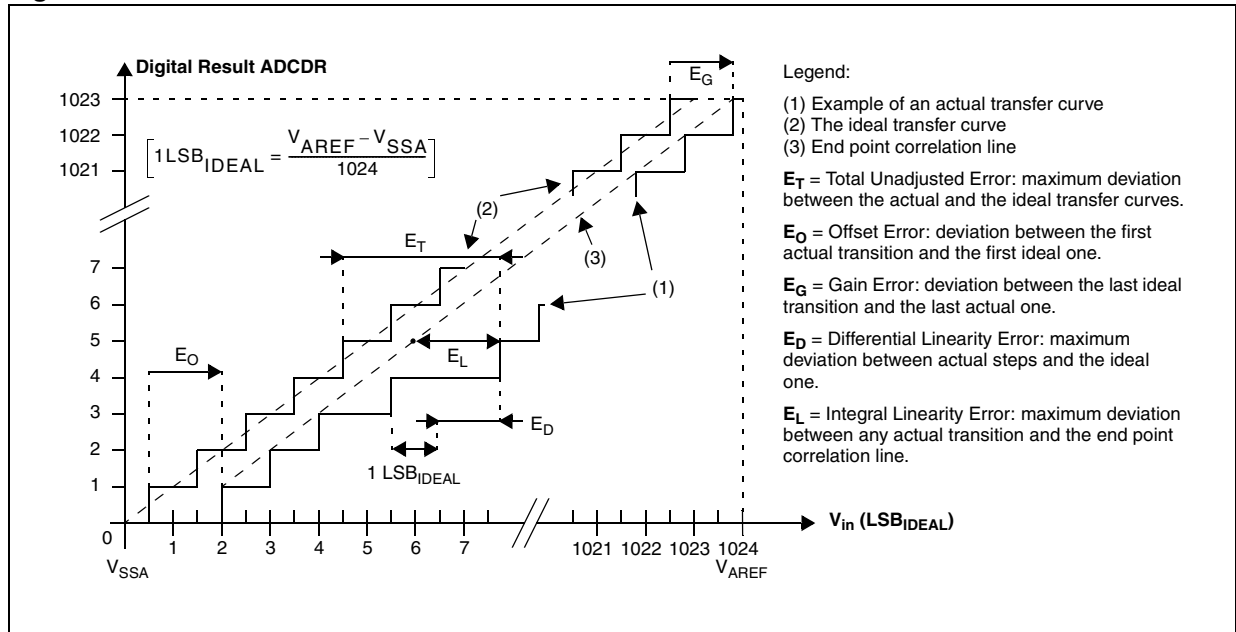 Digital Result ADCDR
1023
1022
1021
7
6
5
4
3
2
1
0
1LSB_IDEAL = (V_AREF – V_SSA) / 1024
E_G
(2)
E_T
(3)
(1)
E_O
E_L
E_D
1 LSB_IDEAL
1 2 3 4 5 6 7 1021 1022 1023 1024
V_in (LSB_IDEAL)
V_SSA
V_AREF
Legend:
(1) Example of an actual transfer curve
(2) The ideal transfer curve
(3) End point correlation line
E_T = Total Unadjusted Error: maximum deviation
between the actual and the ideal transfer curves.
E_O = Offset Error: deviation between the first
actual transition and the first ideal one.
E_G = Gain Error: deviation between the last ideal
transition and the last actual one.
E_D = Differential Linearity Error: maximum
deviation between actual steps and the ideal
one.
E_L = Integral Linearity Error: maximum deviation
between any actual transition and the end point
correlation line.